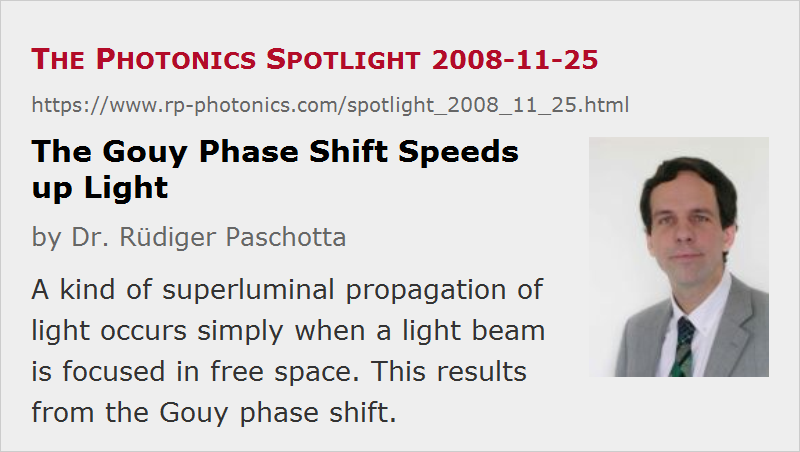 The Photonics Spotlight 2008-11-25
https://www.rp-photonics.com/spotlight_2008_11_25.html
The Gouy Phase Shift Speeds
up Light
by Dr. Rüdiger Paschotta
A kind of superluminal propagation of
light occurs simply when a light beam
is focused in free space. This results
from the Gouy phase shift.